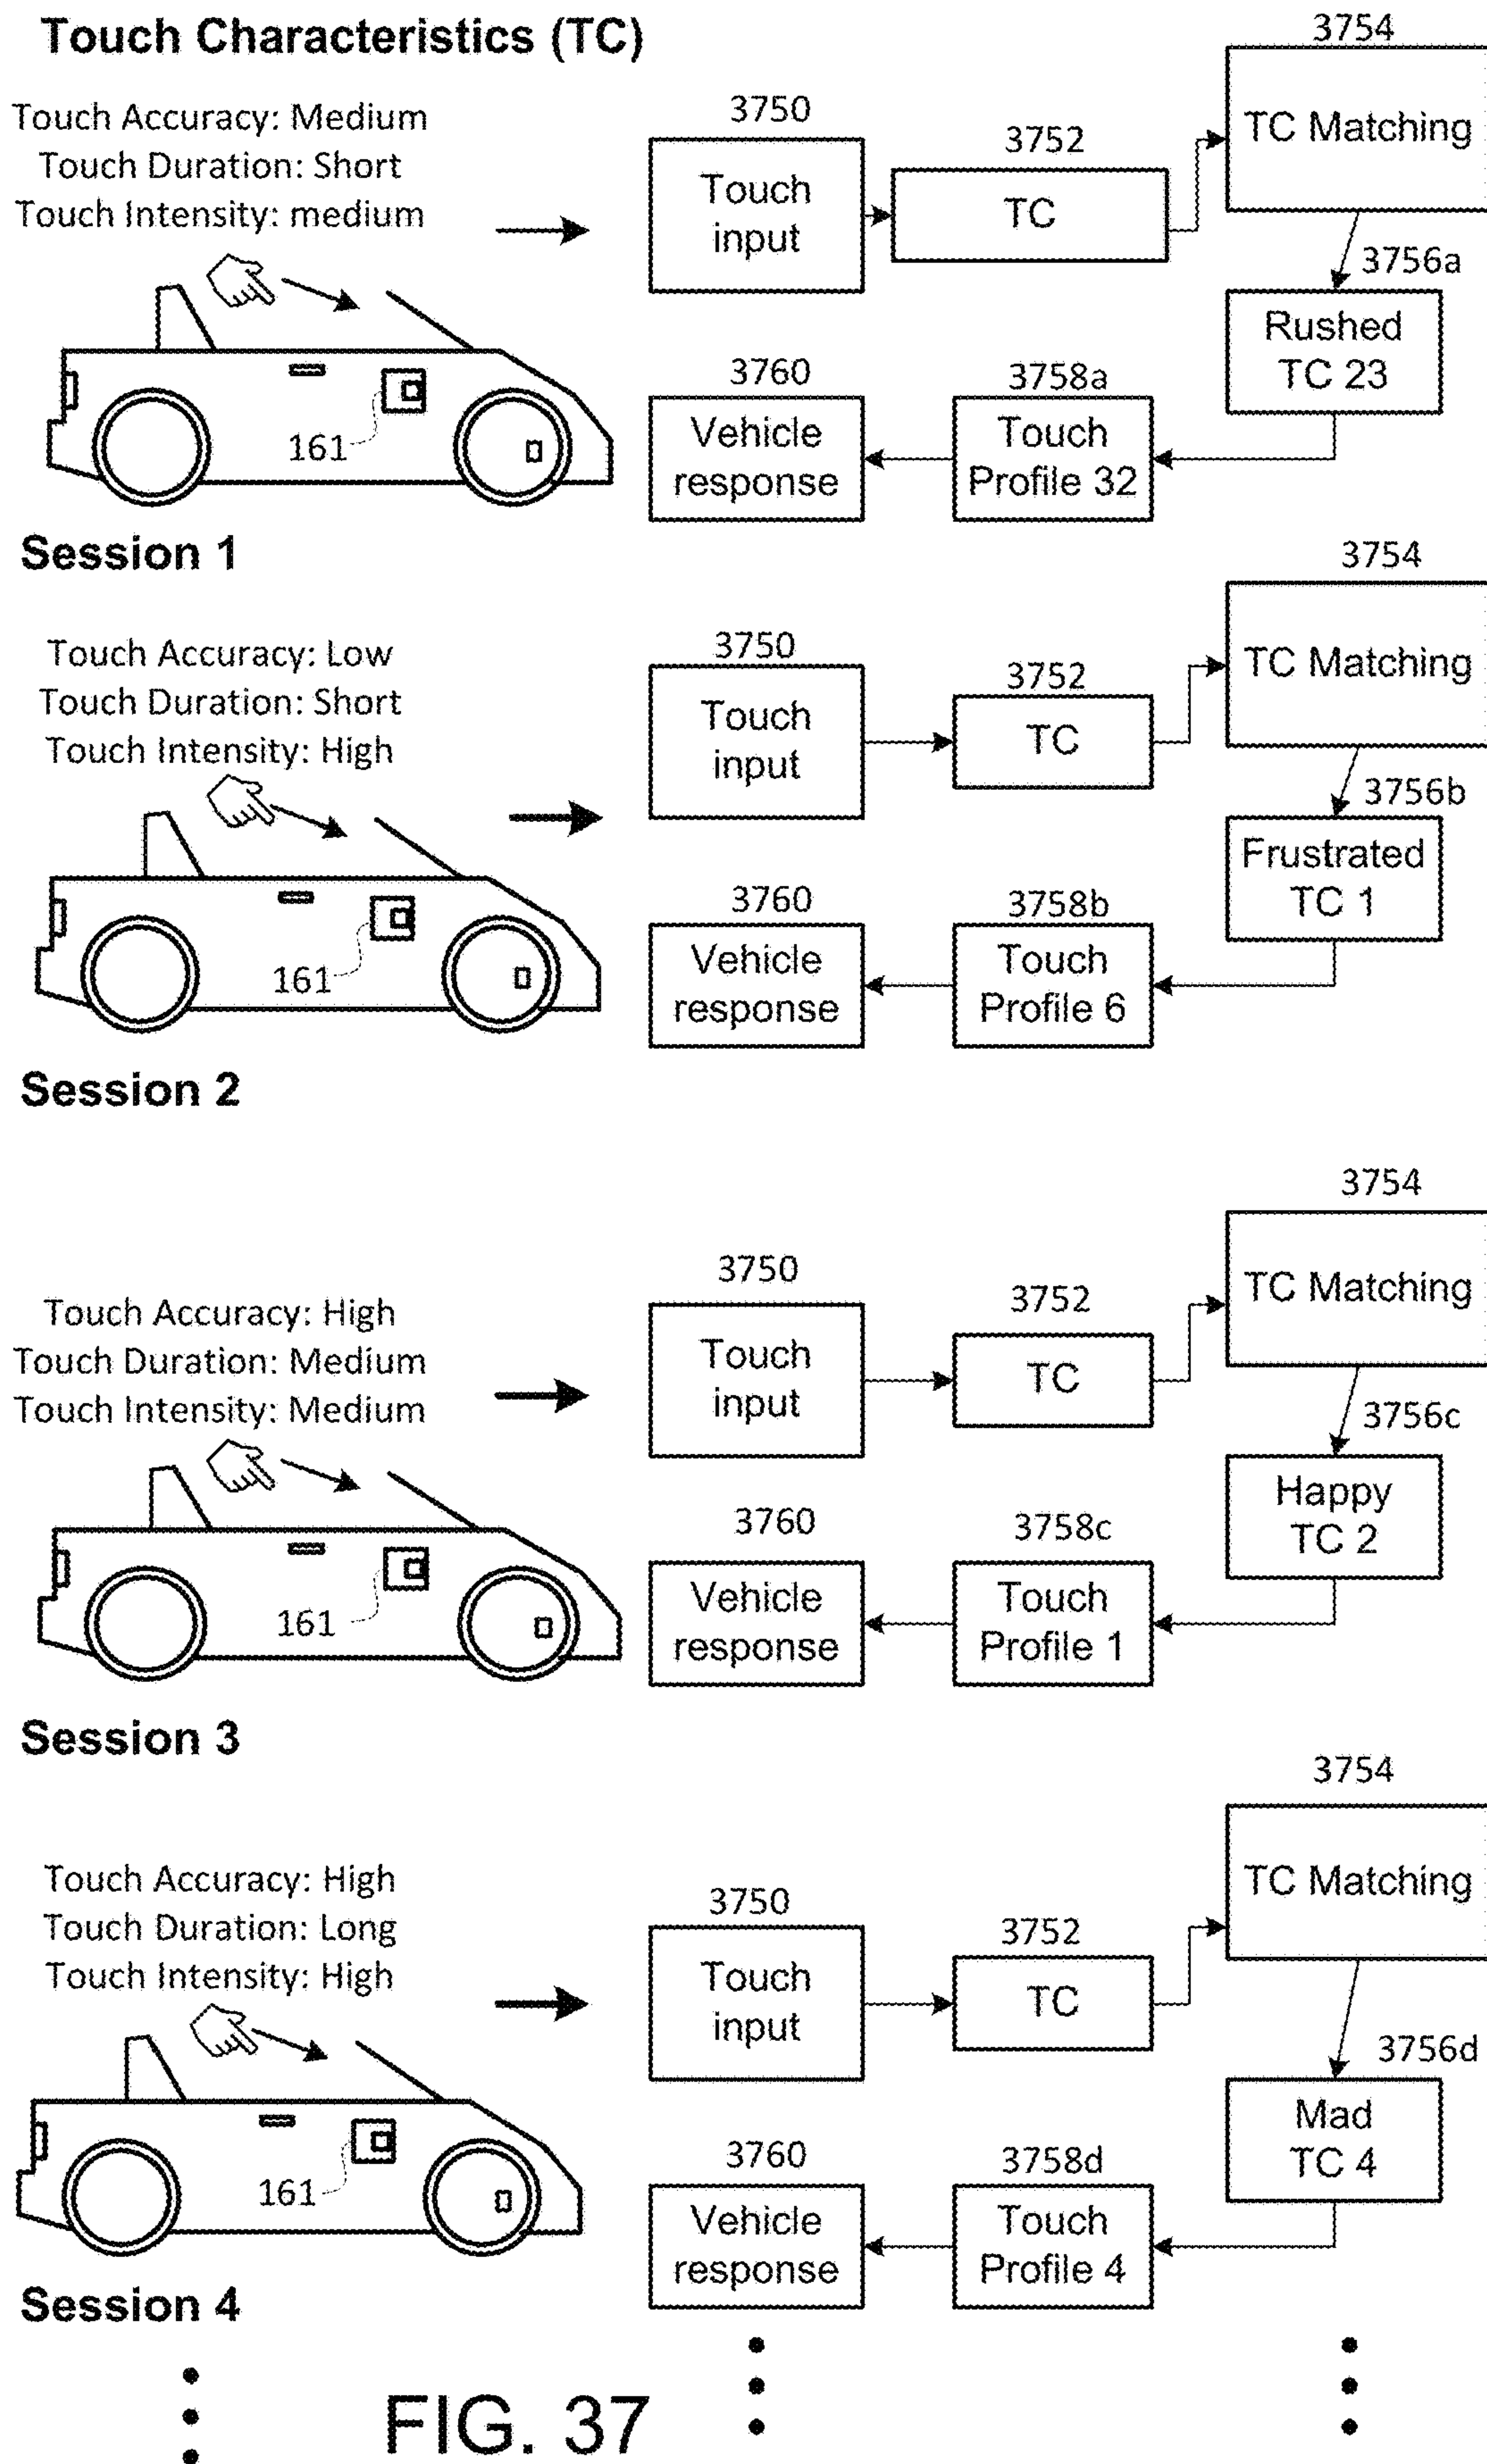 Touch Characteristics (TC)
Touch Accuracy: Medium
Touch Duration: Short
Touch Intensity: medium
3750
Touch
input
3752
TC
3754
TC Matching
3756a
Rushed
TC 23
3758a
Touch
Profile 32
3760
Vehicle
response
161
Session 1
Touch Accuracy: Low
Touch Duration: Short
Touch Intensity: High
3750
Touch
input
3752
TC
3754
TC Matching
3756b
Frustrated
TC 1
3758b
Touch
Profile 6
3760
Vehicle
response
161
Session 2
Touch Accuracy: High
Touch Duration: Medium
Touch Intensity: Medium
3750
Touch
input
3752
TC
3754
TC Matching
3756c
Happy
TC 2
3758c
Touch
Profile 1
3760
Vehicle
response
161
Session 3
Touch Accuracy: High
Touch Duration: Long
Touch Intensity: High
3750
Touch
input
3752
TC
3754
TC Matching
3756d
Mad
TC 4
3758d
Touch
Profile 4
3760
Vehicle
response
161
Session 4
FIG. 37